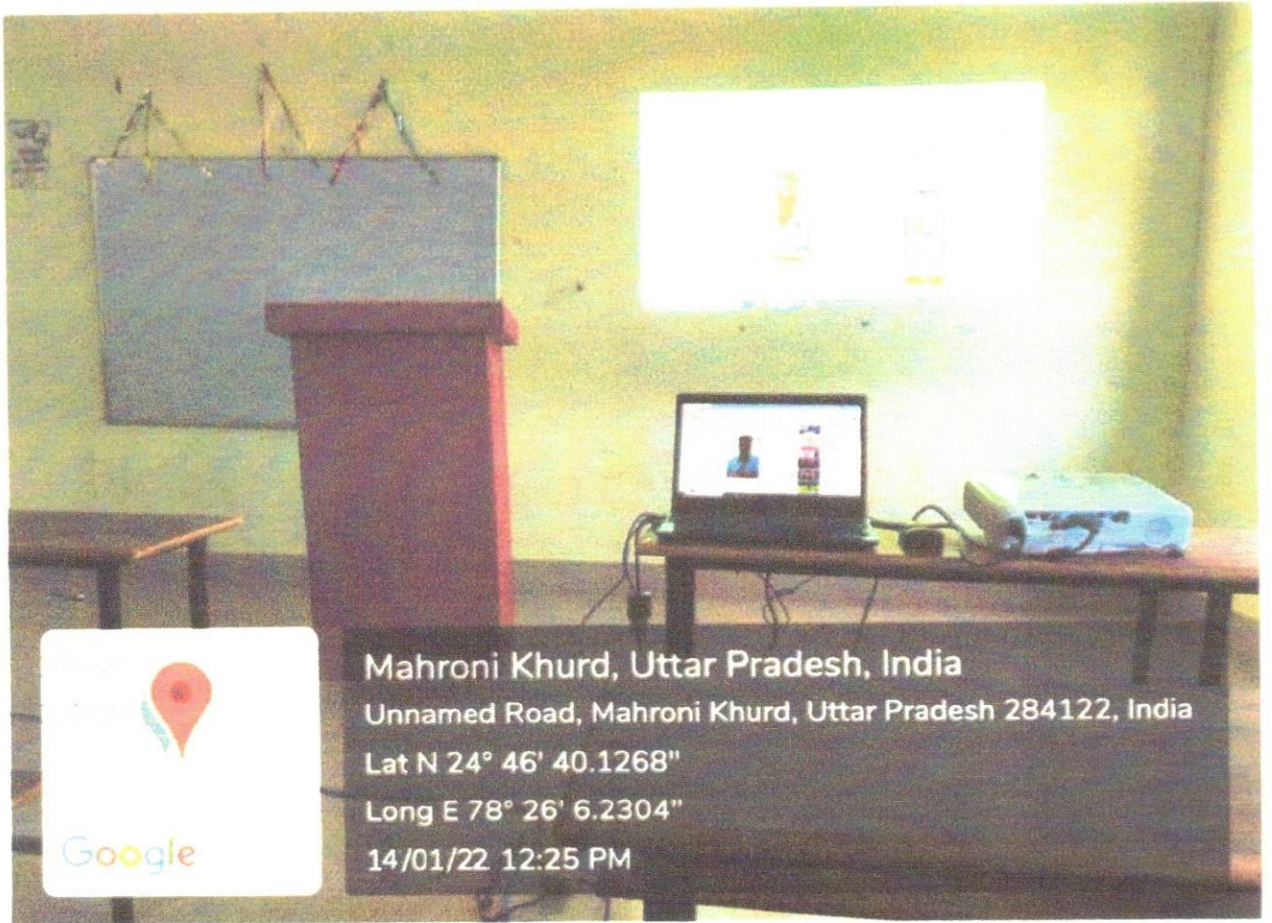 Mahroni Khurd, Uttar Pradesh, India
Unnamed Road, Mahroni Khurd, Uttar Pradesh 284122, India
Lat N 24° 46' 40.1268"
Long E 78° 26' 6.2304"
14/01/22 12:25 PM
Google